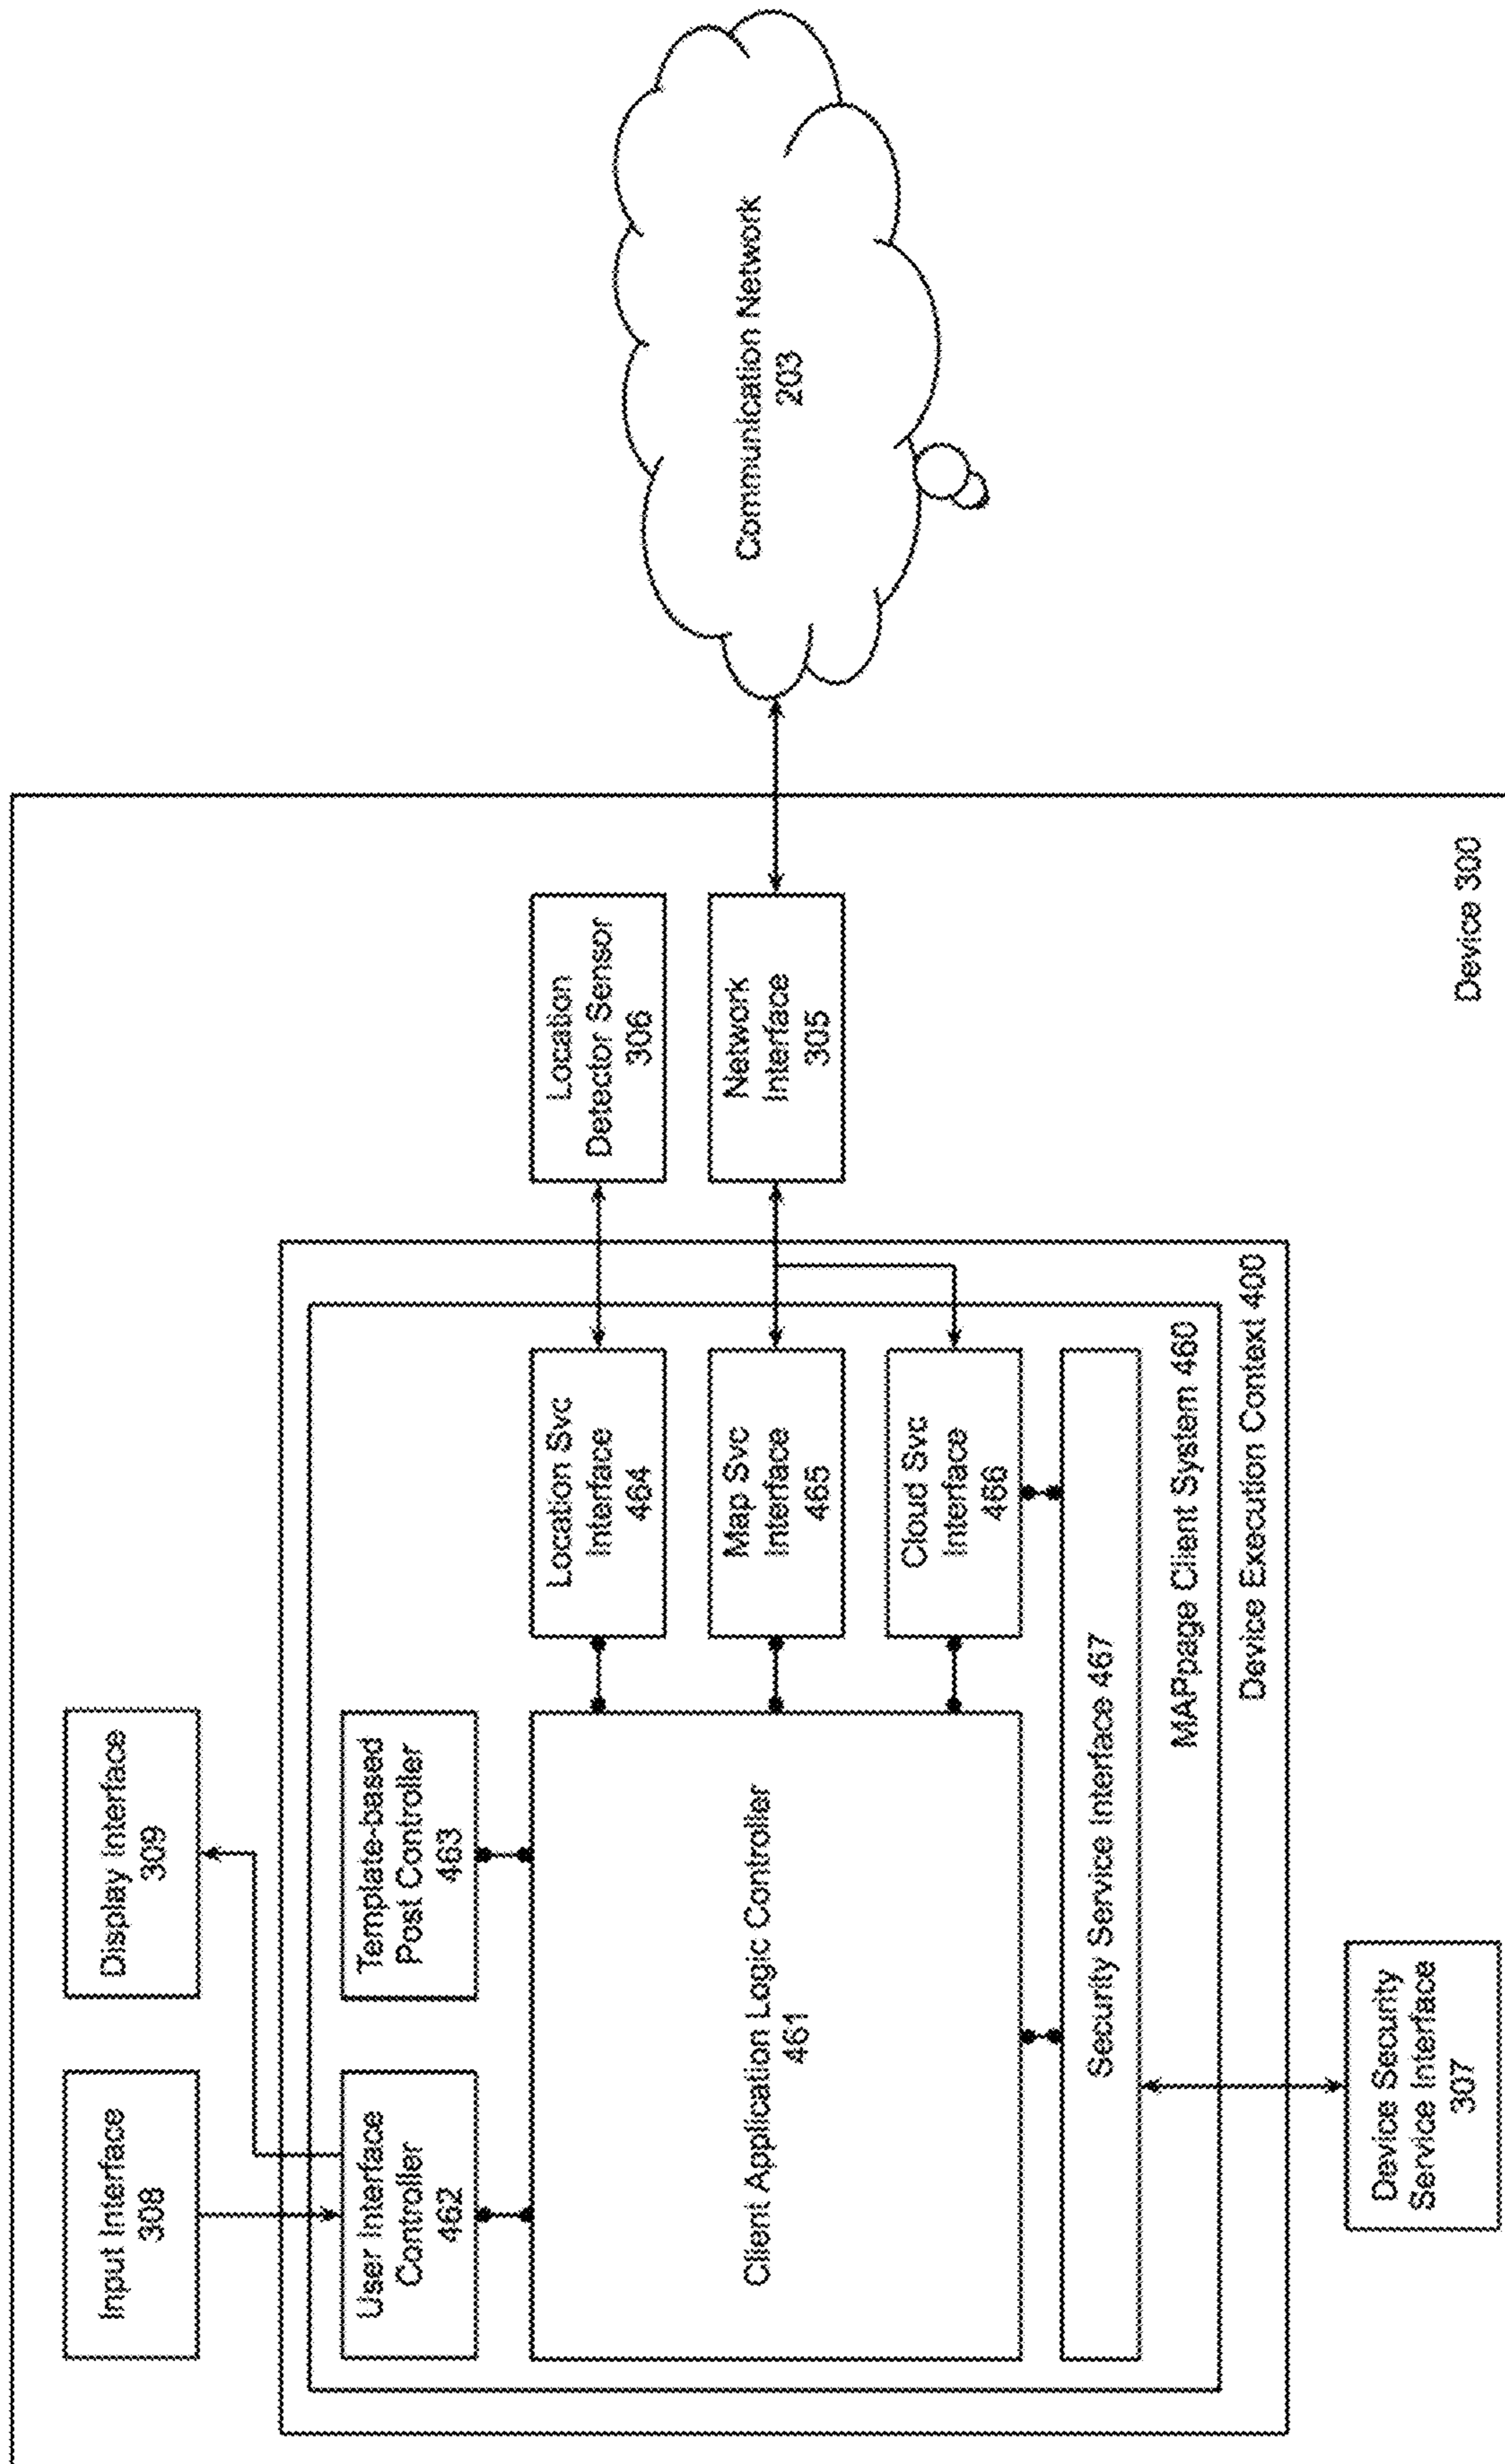 Input Interface
308
Display Interface
309
User Interface
Controller
462
Template-based
Post Controller
463
Client Application Logic Controller
461
Location Svc
Interface
464
Map Svc
Interface
465
Cloud Svc
Interface
466
Security Service Interface 467
MAPpage Client System 460
Device Execution Context 400
Device Security
Service Interface
307
Location
Detector Sensor
306
Network
Interface
305
Device 300
Communication Network
203